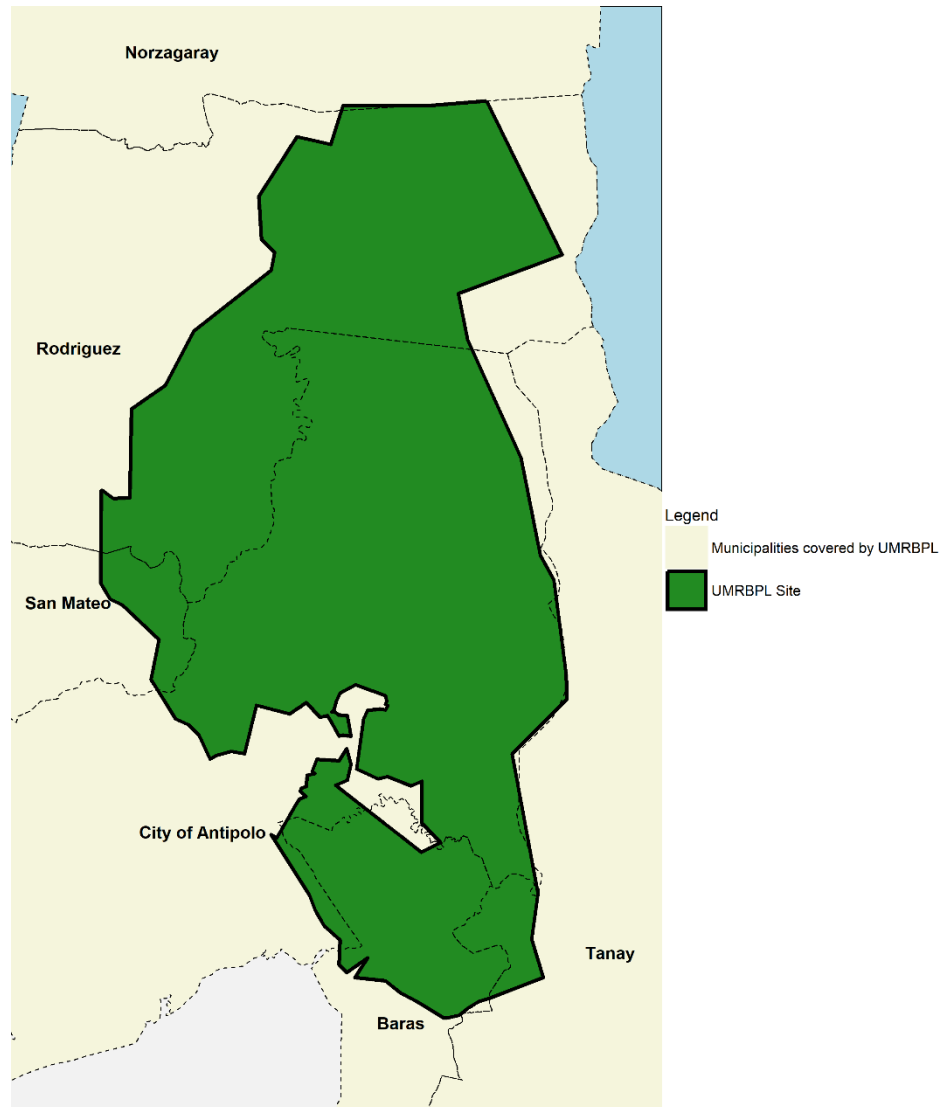 Norzagaray
Rodriguez
Legend
Municipalities covered by UMRBPL
UMRBPL Site
San Mateo
City of Antipolo
Tanay
Baras